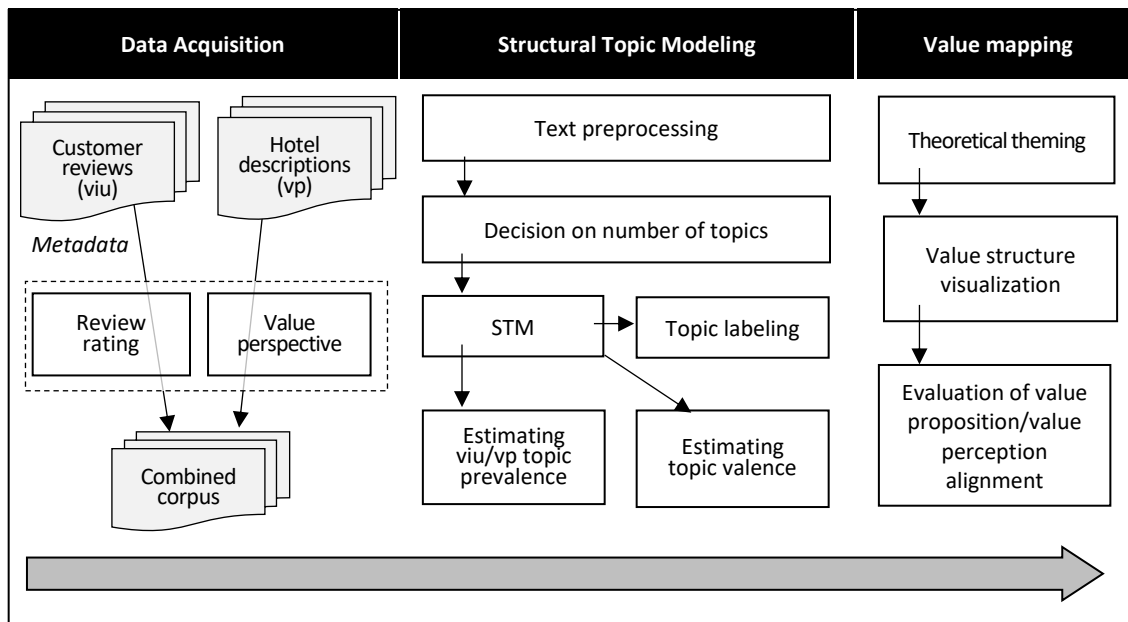 Data Acquisition
Structural Topic Modeling
Value mapping
Customer
reviews
(viu)
Hotel
descriptions
(vp)
Metadata
Review
rating
Value
perspective
Combined
corpus
Text preprocessing
Decision on number of topics
STM
Topic labeling
Estimating
viu/vp topic
prevalence
Estimating
topic valence
Theoretical theming
Value structure
visualization
Evaluation of value
proposition/value
perception
alignment